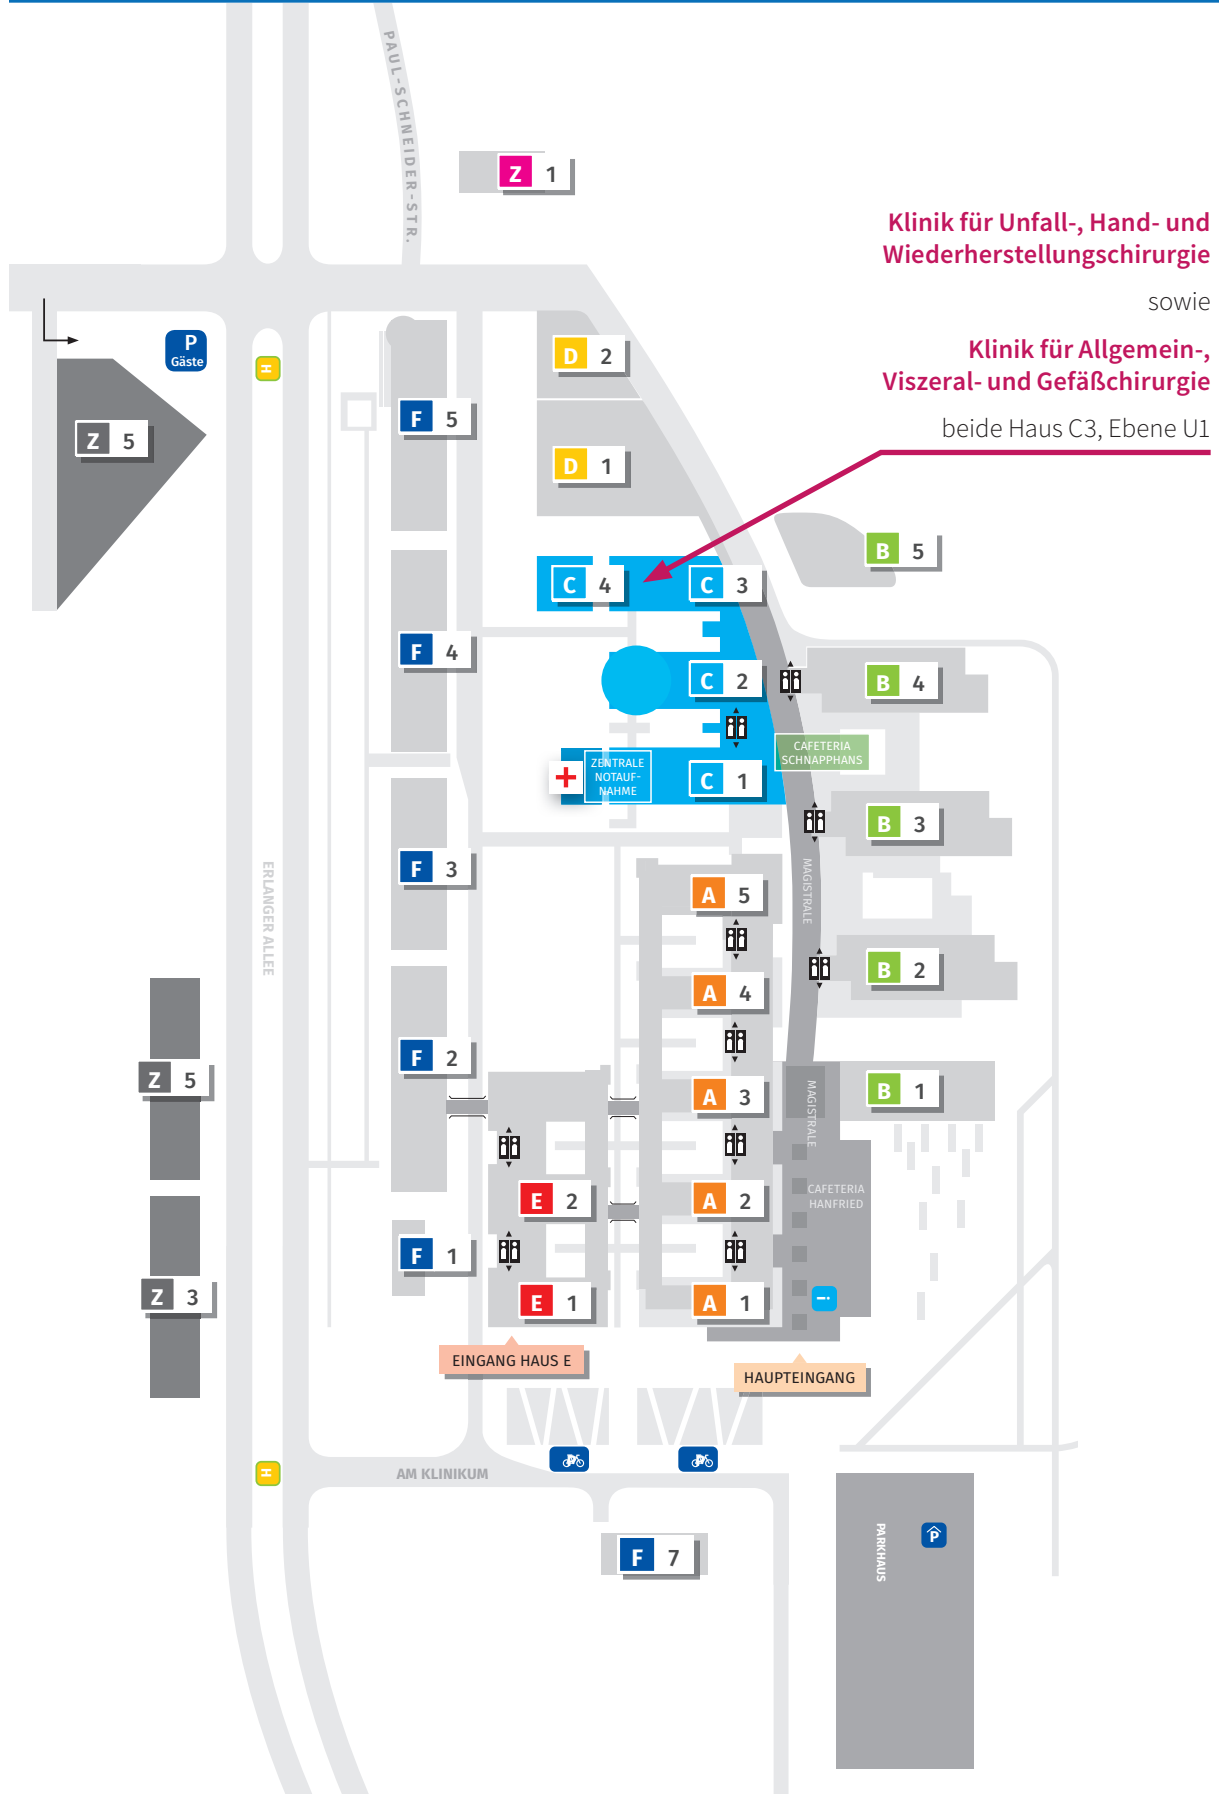 PAUL-SCHNEIDER-STR.
Z 1
Klinik für Unfall-, Hand- und
Wiederherstellungschirurgie
sowie
Klinik für Allgemein-,
Viszeral- und Gefäßchirurgie
beide Haus C3, Ebene U1
P
Gäste
H
D 2
F 5
Z 5
D 1
B 5
C 4
C 3
F 4
C 2
B 4
CAFETERIA
SCHNAPPHANS
ZENTRALE
NOTAUF-
NAHME
C 1
B 3
F 3
ERLANGER ALLEE
MAGISTRALE
A 5
B 2
A 4
F 2
Z 5
A 3
B 1
MAGISTRALE
E 2
A 2
CAFETERIA
HANFRIED
F 1
Z 3
E 1
A 1
i
EINGANG HAUS E
HAUPTEINGANG
H
AM KLINIKUM
PARKHAUS
P
F 7